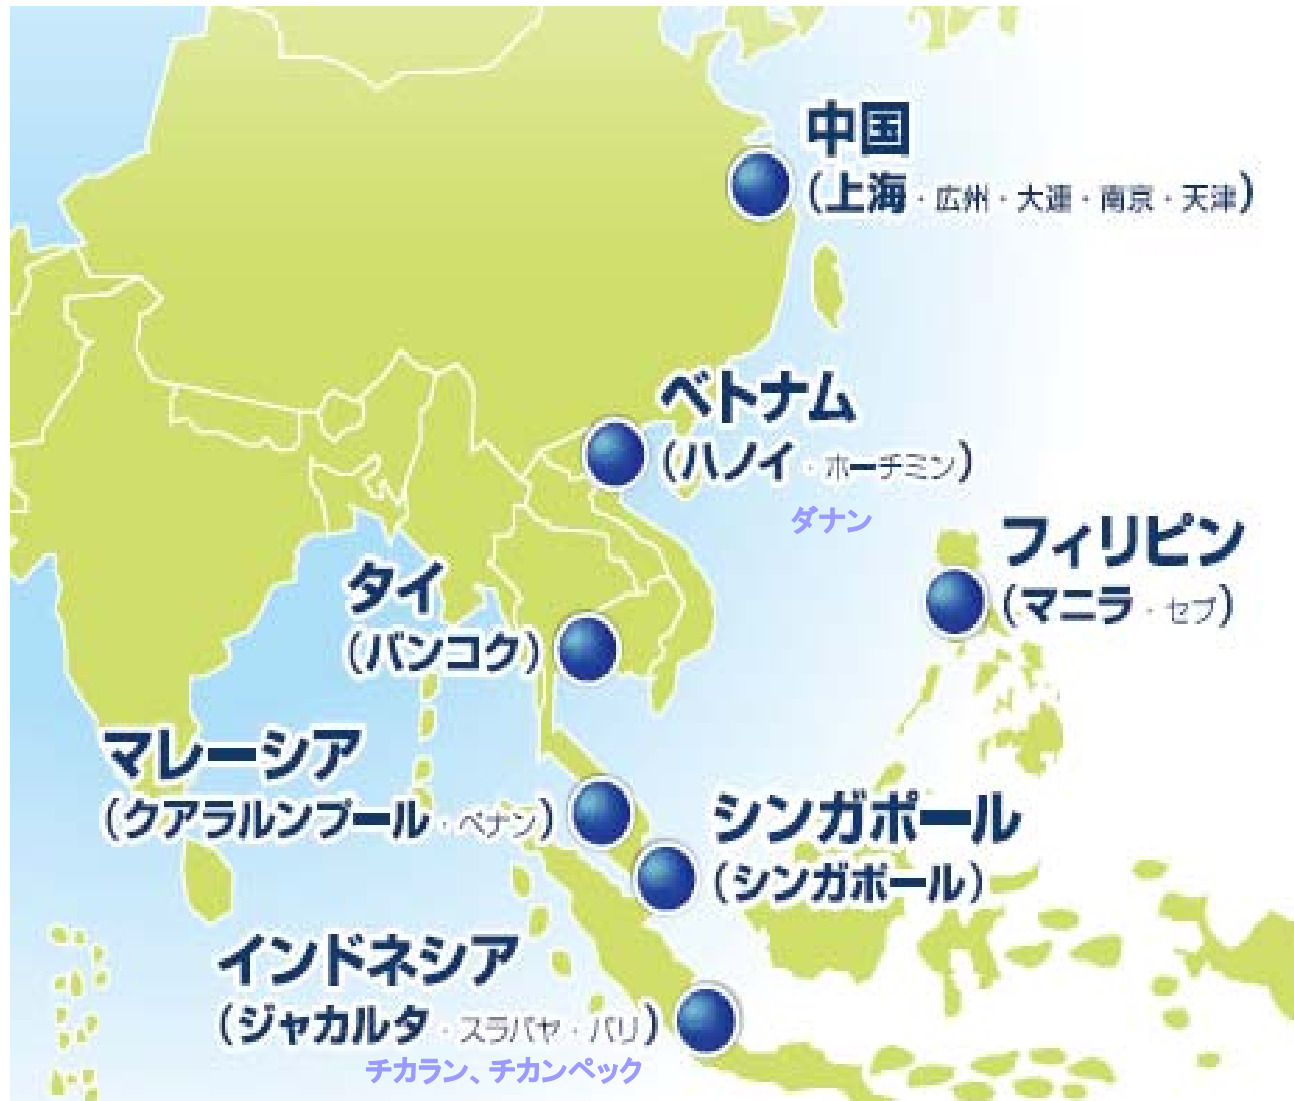 中国
(上海・広州・大連・南京・天津)
ベトナム
(ハノイ・ホーチミン)
ダナン
フィリピン
(マニラ・セブ)
タイ
(バンコク)
マレーシア
(クアラルンプール・ペナン)
シンガポール
(シンガポール)
インドネシア
(ジャカルタ・スラバヤ・バリ)
チカラン、チカンペック